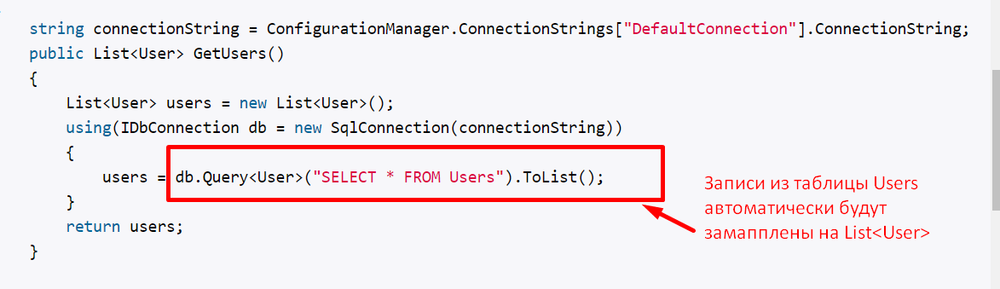 string connectionString = ConfigurationManager.ConnectionStrings["DefaultConnection"].ConnectionString;
public List<User> GetUsers()
{
    List<User> users = new List<User>();
    using(IDbConnection db = new SqlConnection(connectionString))
    {
        users = db.Query<User>("SELECT * FROM Users").ToList();
    }
    return users;
}
Записи из таблицы Users
автоматически будут
замапплены на List<User>